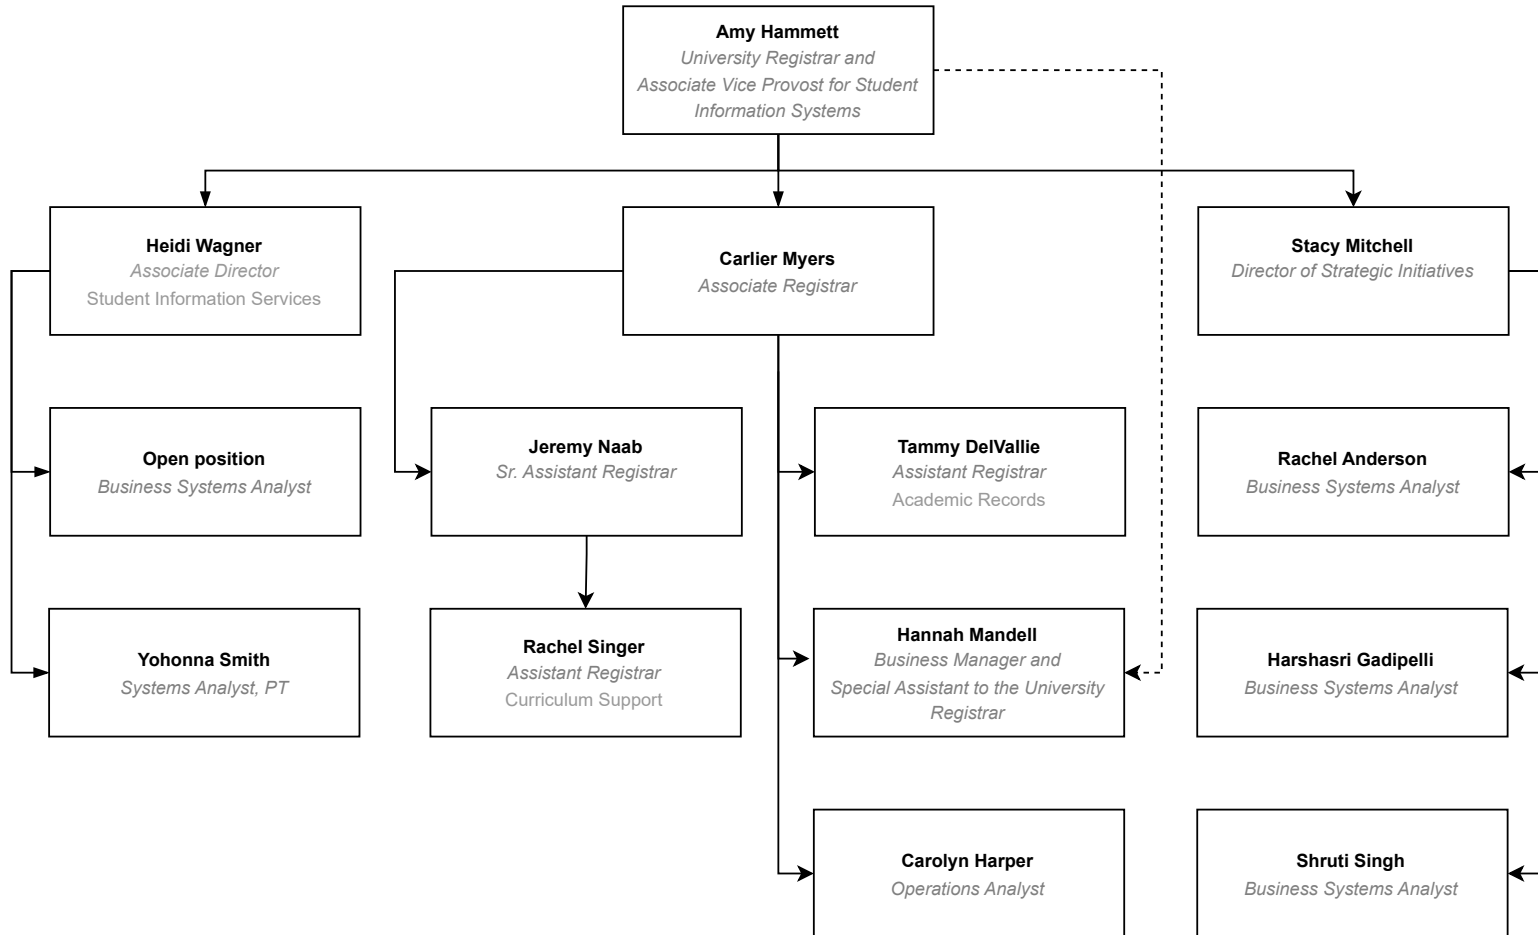 Amy Hammett
University Registrar and
Associate Vice Provost for Student
Information Systems
Heidi Wagner
Associate Director
Student Information Services
Carlier Myers
Associate Registrar
Stacy Mitchell
Director of Strategic Initiatives
Open position
Business Systems Analyst
Jeremy Naab
Sr. Assistant Registrar
Tammy DelVallie
Assistant Registrar
Academic Records
Rachel Anderson
Business Systems Analyst
Yohonna Smith
Systems Analyst, PT
Rachel Singer
Assistant Registrar
Curriculum Support
Hannah Mandell
Business Manager and
Special Assistant to the University
Registrar
Harshasri Gadipelli
Business Systems Analyst
Carolyn Harper
Operations Analyst
Shruti Singh
Business Systems Analyst